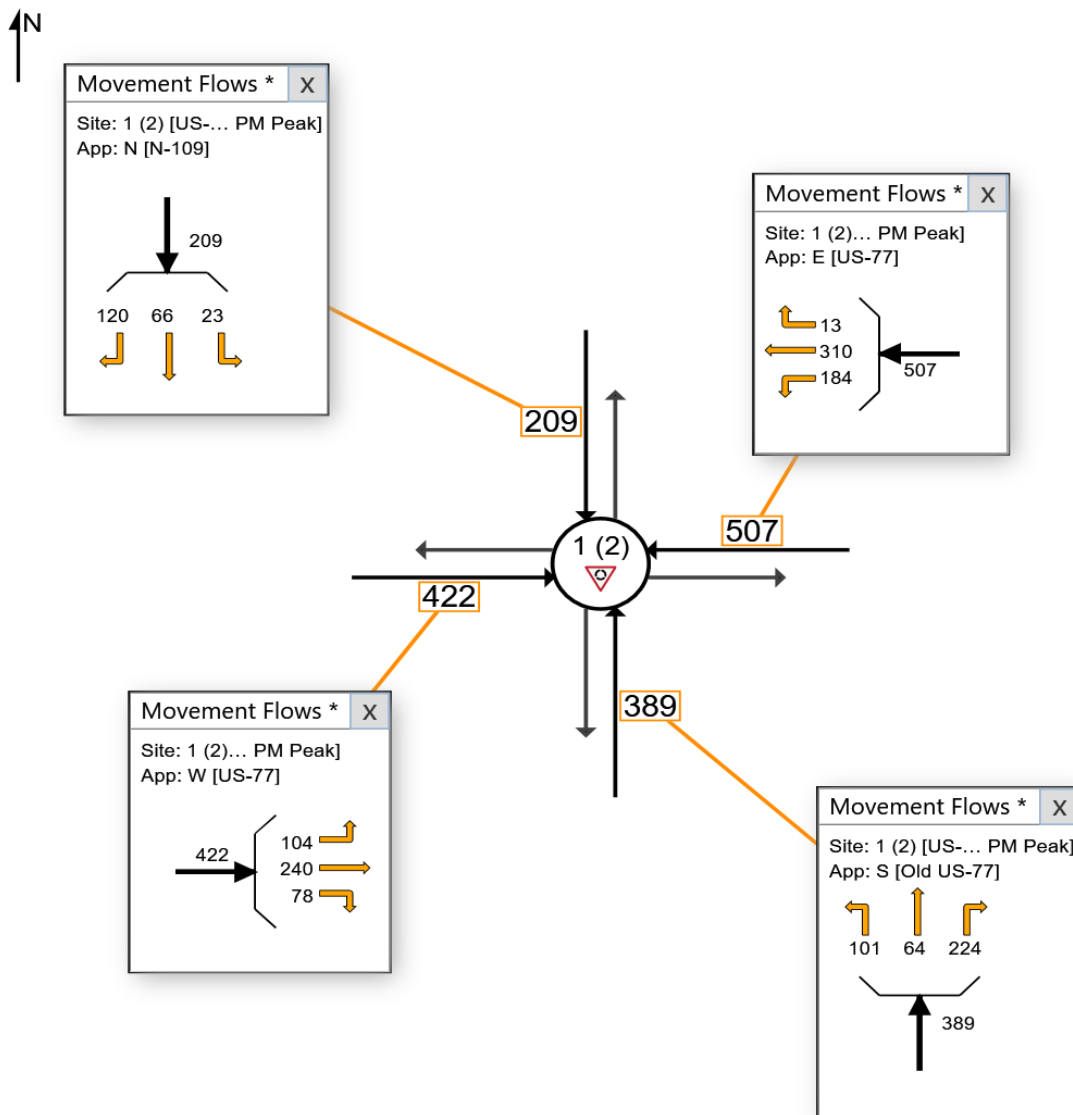 N
Movement Flows *
X
Site: 1 (2) [US-... PM Peak]
App: N [N-109]
209
120 66 23
Movement Flows *
X
Site: 1 (2)... PM Peak]
App: E [US-77]
13
310
184
507
209
507
1 (2)
422
389
Movement Flows *
X
Site: 1 (2)... PM Peak]
App: W [US-77]
422
104
240
78
Movement Flows *
X
Site: 1 (2) [US-... PM Peak]
App: S [Old US-77]
101 64 224
389